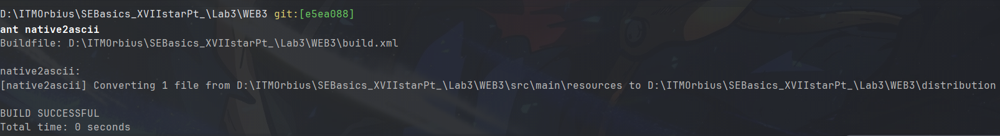 D:\ITMOrbius\SEBasics_XVIIstarPt_\Lab3\WEB3 git:[e5ea088]
ant native2ascii
Buildfile: D:\ITMOrbius\SEBasics_XVIIstarPt_\Lab3\WEB3\build.xml
native2ascii:
[native2ascii] Converting 1 file from D:\ITMOrbius\SEBasics_XVIIstarPt_\Lab3\WEB3\src\main\resources to D:\ITMOrbius\SEBasics_XVIIstarPt_\Lab3\WEB3\distribution
BUILD SUCCESSFUL
Total time: 0 seconds